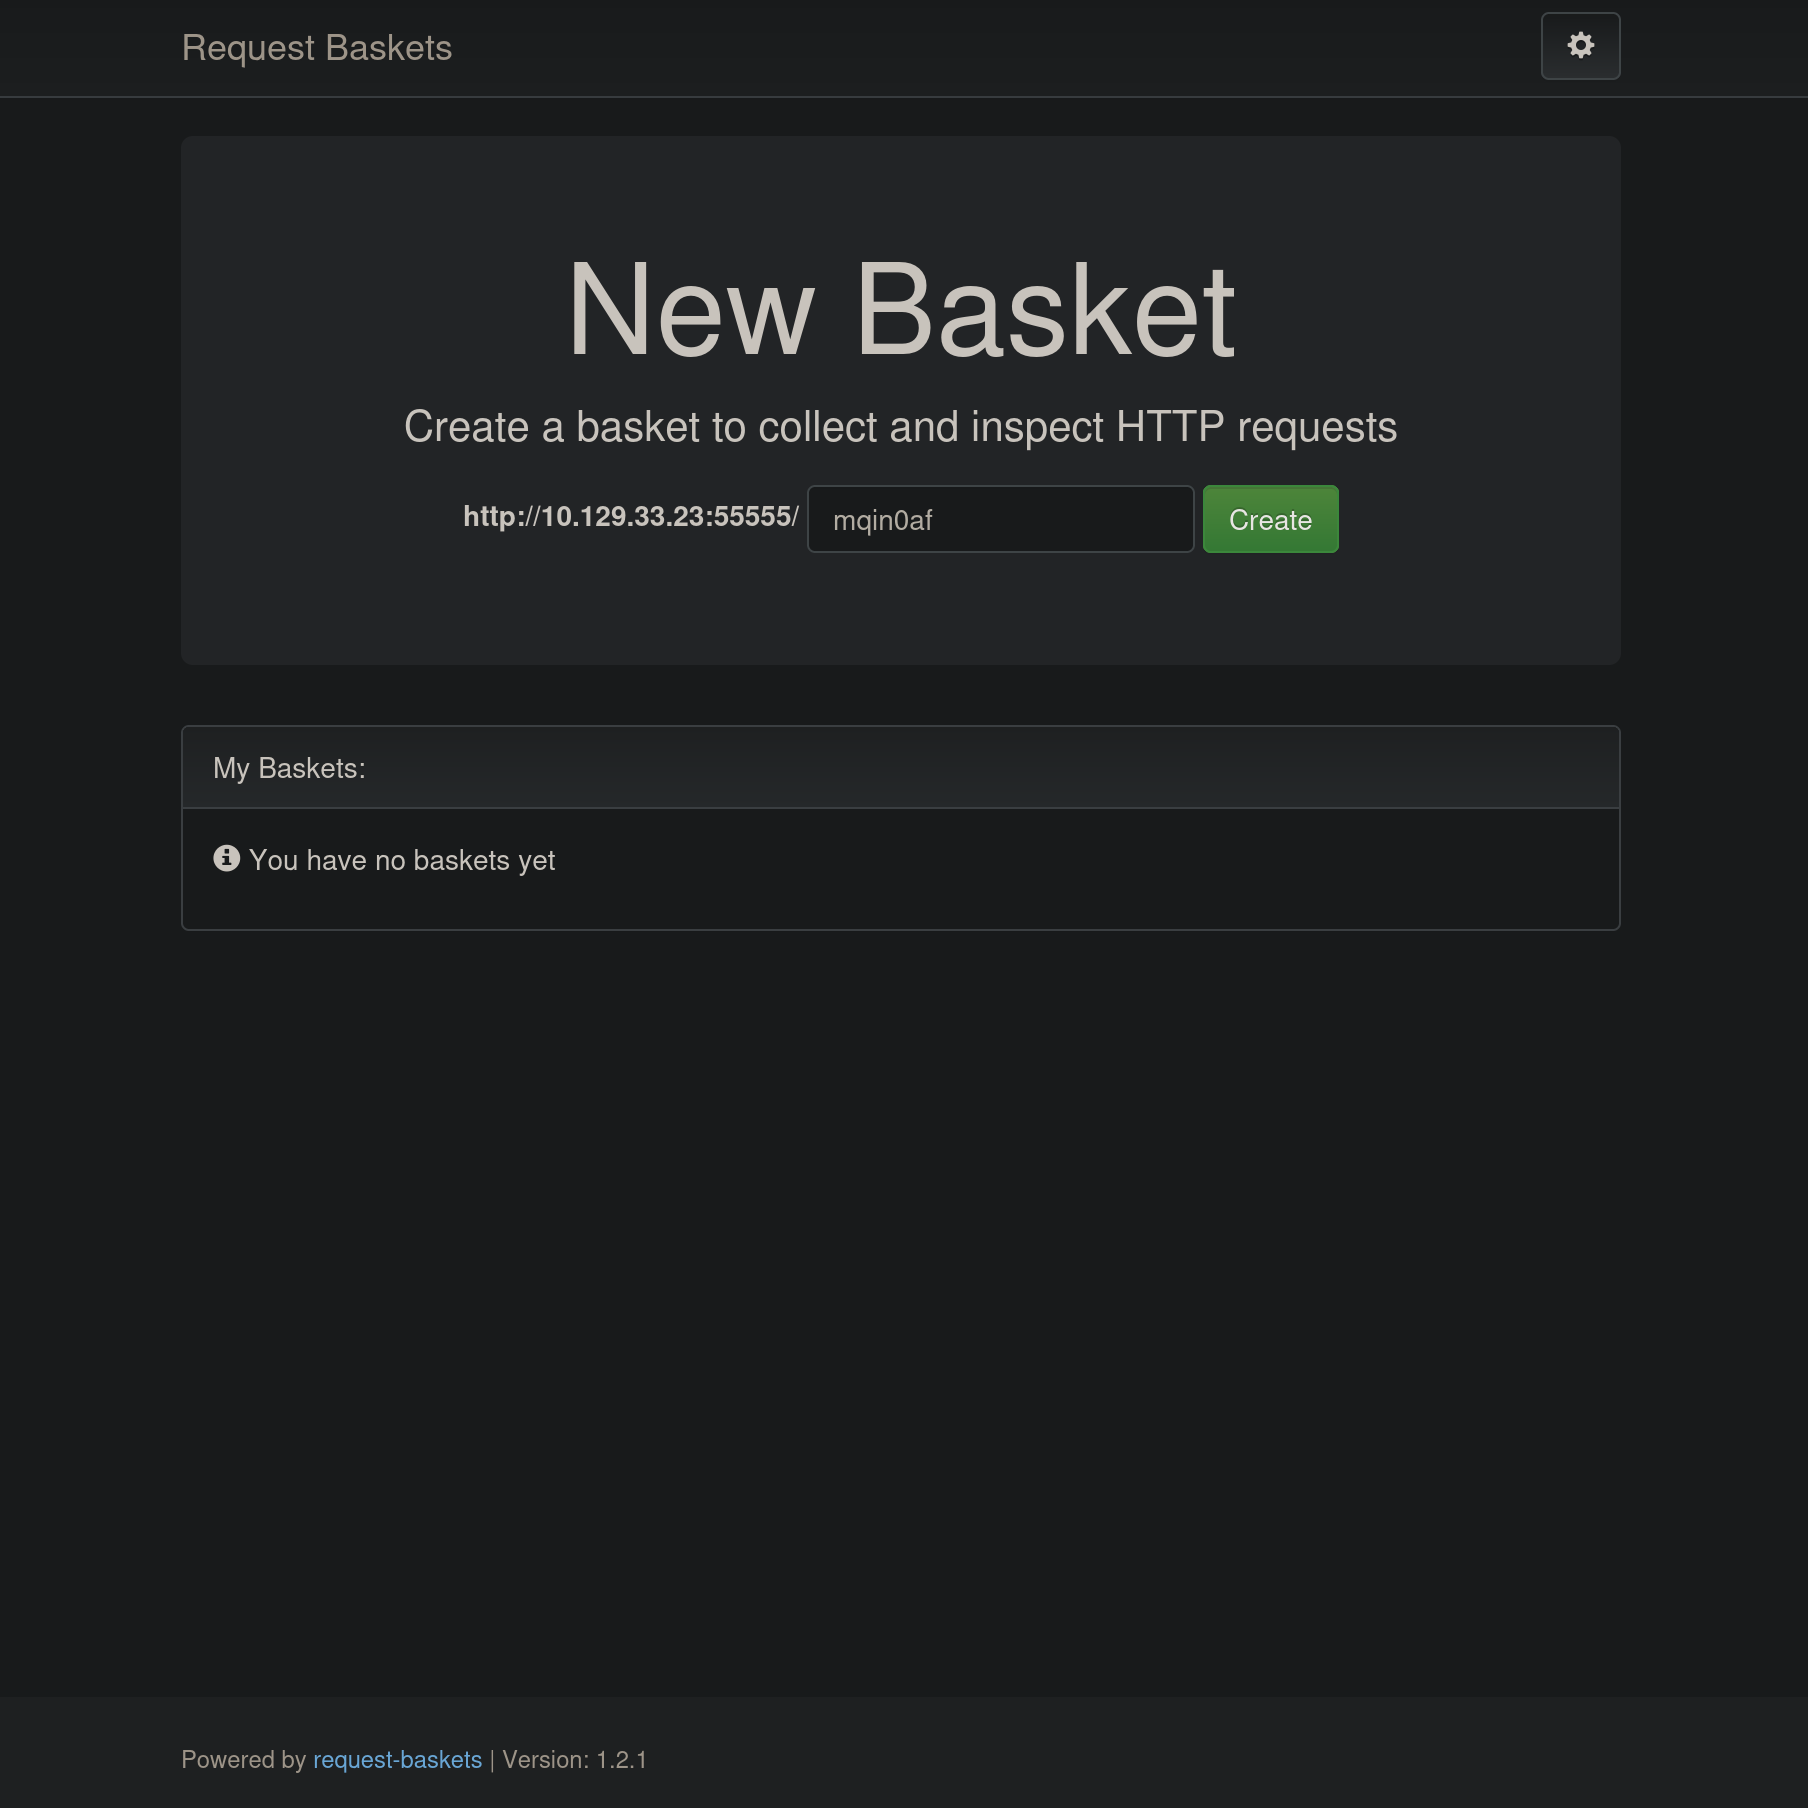 Request Baskets
New Basket
Create a basket to collect and inspect HTTP requests
http://10.129.33.23:55555/ mqin0af Create
My Baskets:
You have no baskets yet
Powered by request-baskets | Version: 1.2.1